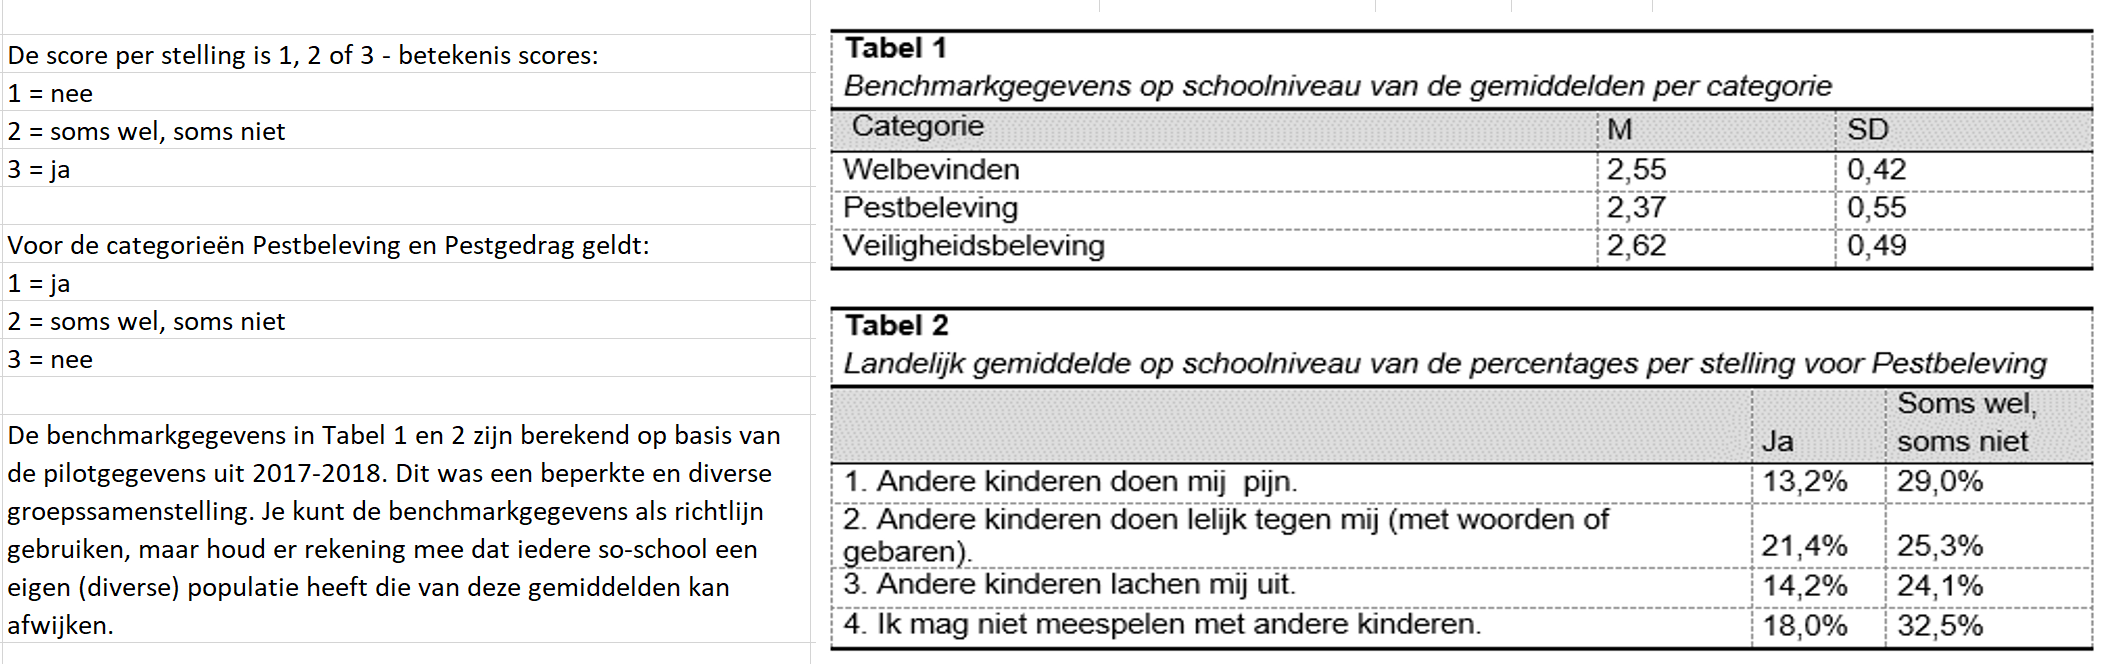 De score per stelling is 1, 2 of 3 - betekenis scores:
1 = nee
2 = soms wel, soms niet
3 = ja
Voor de categorieën Pestbeleving en Pestgedrag geldt:
1 = ja
2 = soms wel, soms niet
3 = nee
De benchmarkgegevens in Tabel 1 en 2 zijn berekend op basis van
de pilotgegevens uit 2017-2018. Dit was een beperkte en diverse
groepssamenstelling. Je kunt de benchmarkgegevens als richtlijn
gebruiken, maar houd er rekening mee dat iedere so-school een
eigen (diverse) populatie heeft die van deze gemiddelden kan
afwijken.
Tabel 1
Benchmarkgegevens op schoolniveau van de gemiddelden per categorie
Categorie M SD
Welbevinden 2,55 0,42
Pestbeleving 2,37 0,55
Veiligheidsbeleving 2,62 0,49
Tabel 2
Landelijk gemiddelde op schoolniveau van de percentages per stelling voor Pestbeleving
Soms wel,
Ja soms niet
1. Andere kinderen doen mij pijn. 13,2% 29,0%
2. Andere kinderen doen lelijk tegen mij (met woorden of
gebaren). 21,4% 25,3%
3. Andere kinderen lachen mij uit. 14,2% 24,1%
4. Ik mag niet meespelen met andere kinderen. 18,0% 32,5%